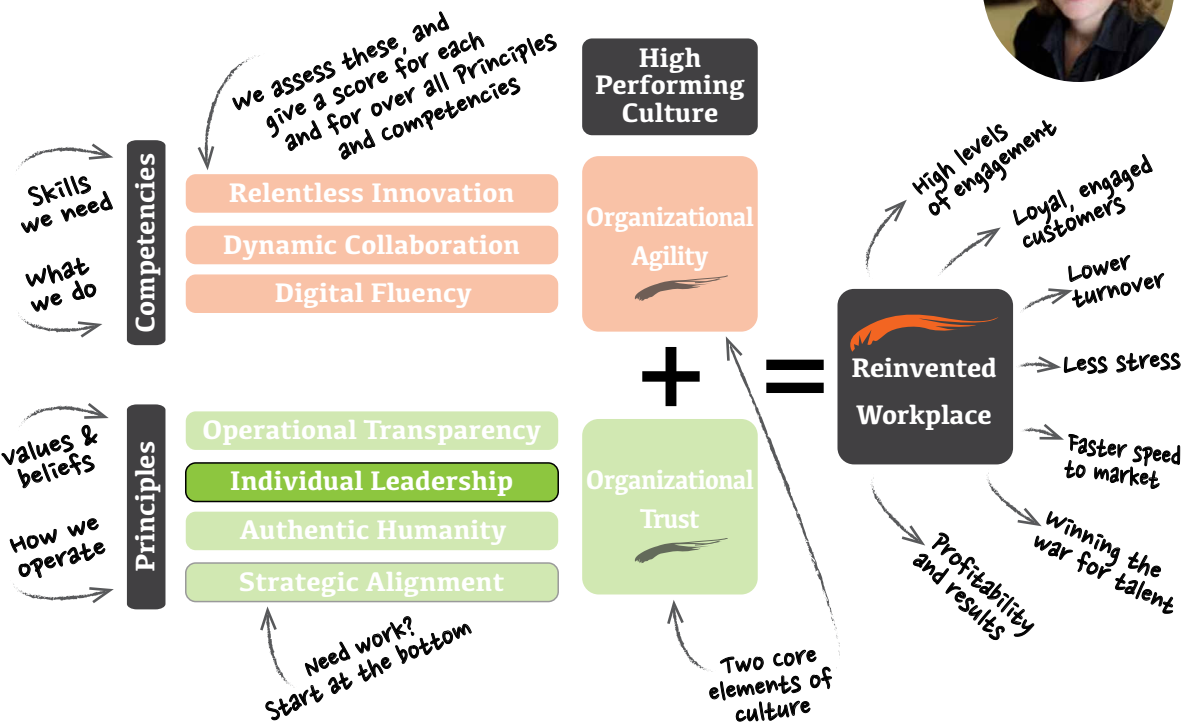 we assess these, and
give a score for each
and for over all Principles
and competencies
High
Performing
Culture
Skills
we need
What
we do
Competencies
Relentless Innovation
Dynamic Collaboration
Digital Fluency
Organizational
Agility
+
=
Reinvented
Workplace
High levels
of engagement
Loyal, engaged
customers
Lower
turnover
Less stress
Faster speed
to market
Winning the
war for talent
Profitability
and results
values &
beliefs
How we
operate
Principles
Operational Transparency
Individual Leadership
Authentic Humanity
Strategic Alignment
Organizational
Trust
Need work?
Start at the bottom
Two core
elements of
culture